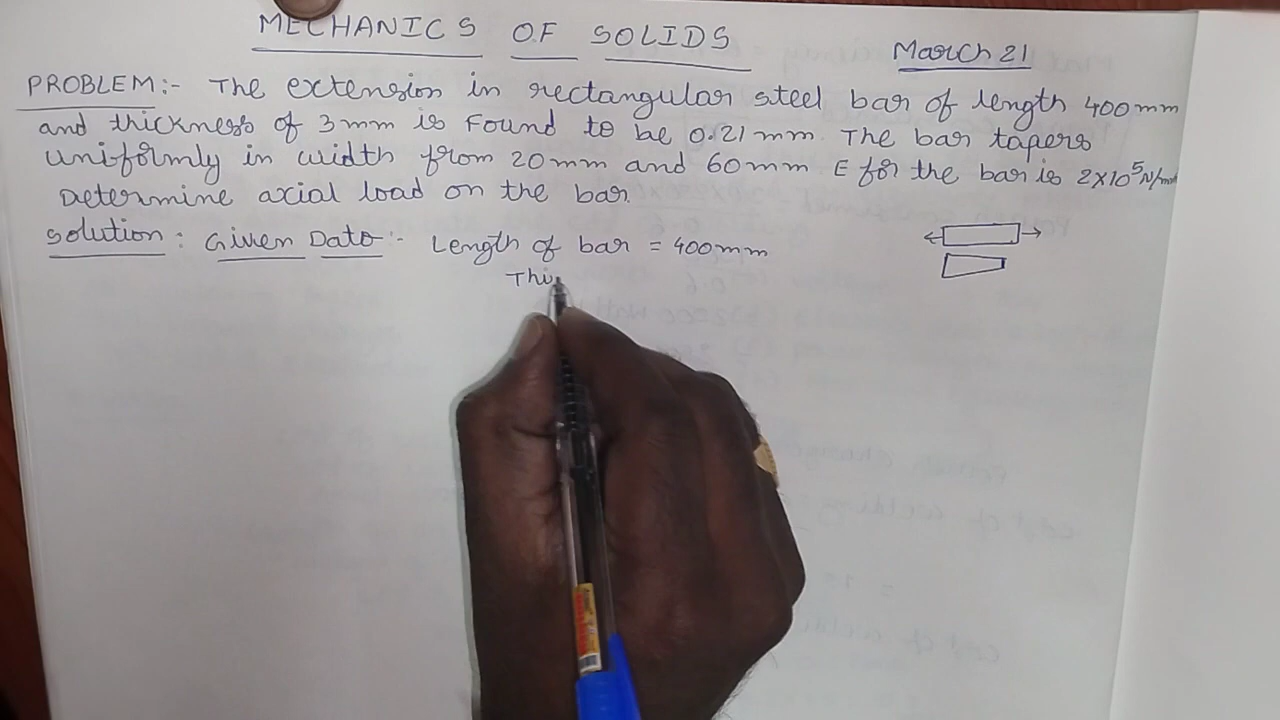 MECHANICS OF SOLIDS
March 21
PROBLEM:- The extension in rectangular steel bar of length 400mm
and thickness of 3mm is Found to be 0.21mm. The bar tapers
uniformly in width from 20mm and 60mm E for the bar is 2x10⁵N/mm
Determine axial load on the bar.
Solution: Given Data:- Length of bar = 400mm
Thi